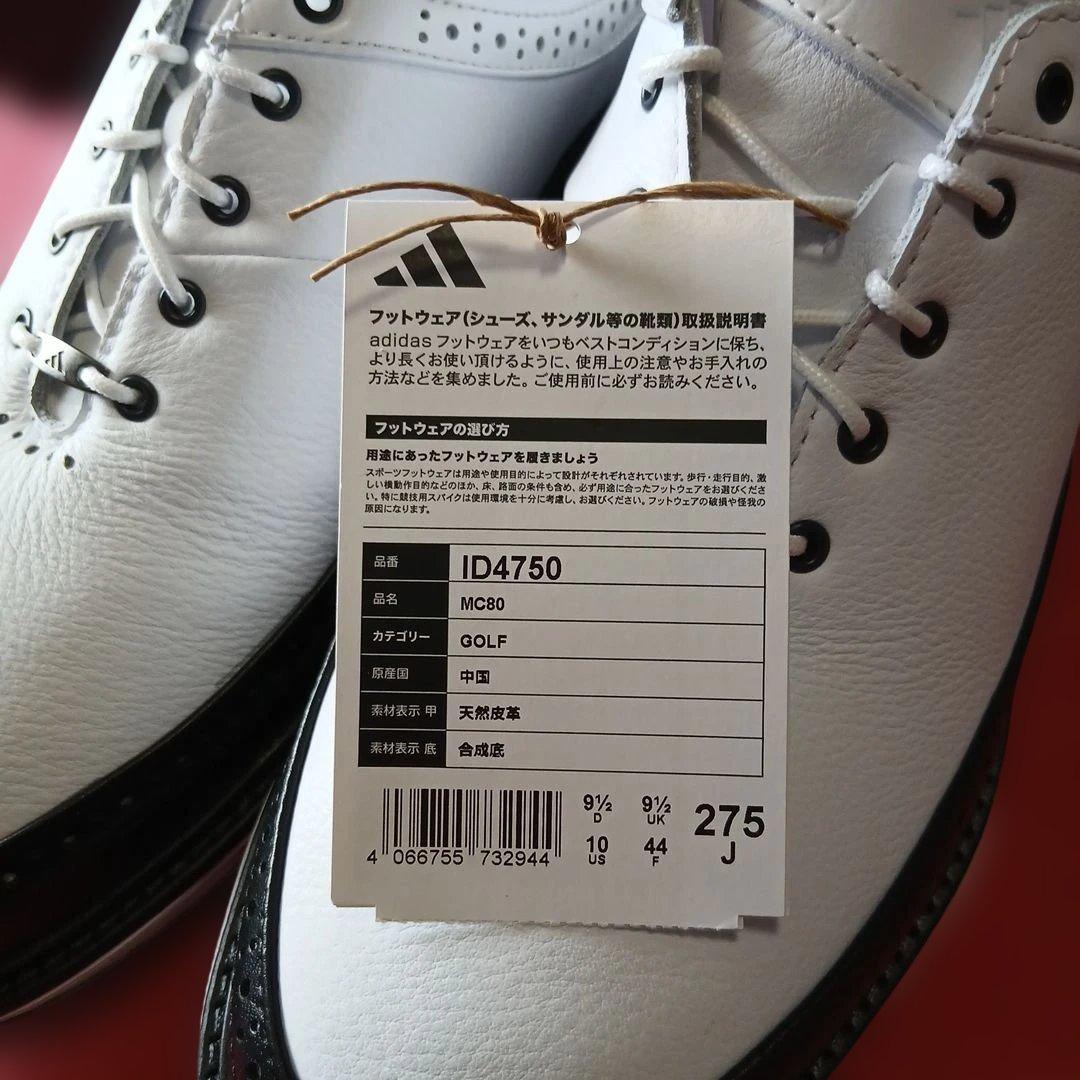 フットウェア(シューズ、サンダル等の靴類)取扱説明書
adidas フットウェアをいつもベストコンディションに保ち、
より長くお使い頂けるように、使用上の注意やお手入れの
方法などを集めました。ご使用前に必ずお読みください。
フットウェアの選び方
用途にあったフットウェアを履きましょう
スポーツフットウェアは用途や使用目的によって設計がそれぞれされています。歩行・走行目的、激
しい横動作目的などのほか、床、路面の条件も含め、必ず用途に合ったフットウェアをお選びくださ
い。特に競技用スパイクは使用環境を十分に考慮し、お選びください。フットウェアの破損や怪我の
原因になります。
品番 ID4750
品名 MC80
カテゴリー GOLF
原産国 中国
素材表示 甲 天然皮革
素材表示 底 合成底
9½ D 9½ UK 275 J
10 US 44 F
4 066755 732944